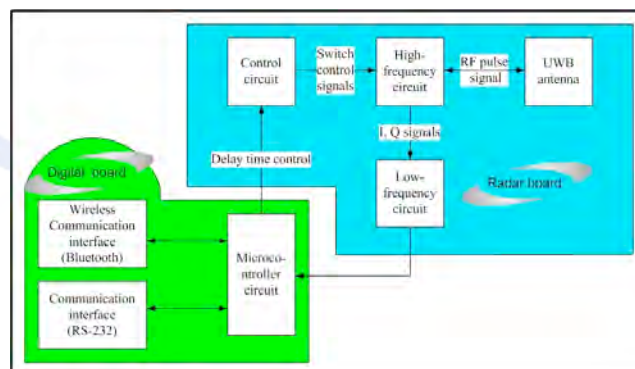 Control
circuit
Switch
control
signals
High-
frequency
circuit
RF pulse
signal
UWB
antenna
I, Q signals
Delay time control
Digital board
Radar board
Low-
frequency
circuit
Wireless
Communication
interface
(Bluetooth)
Microco-
ntroller
circuit
Communication
interface
(RS-232)